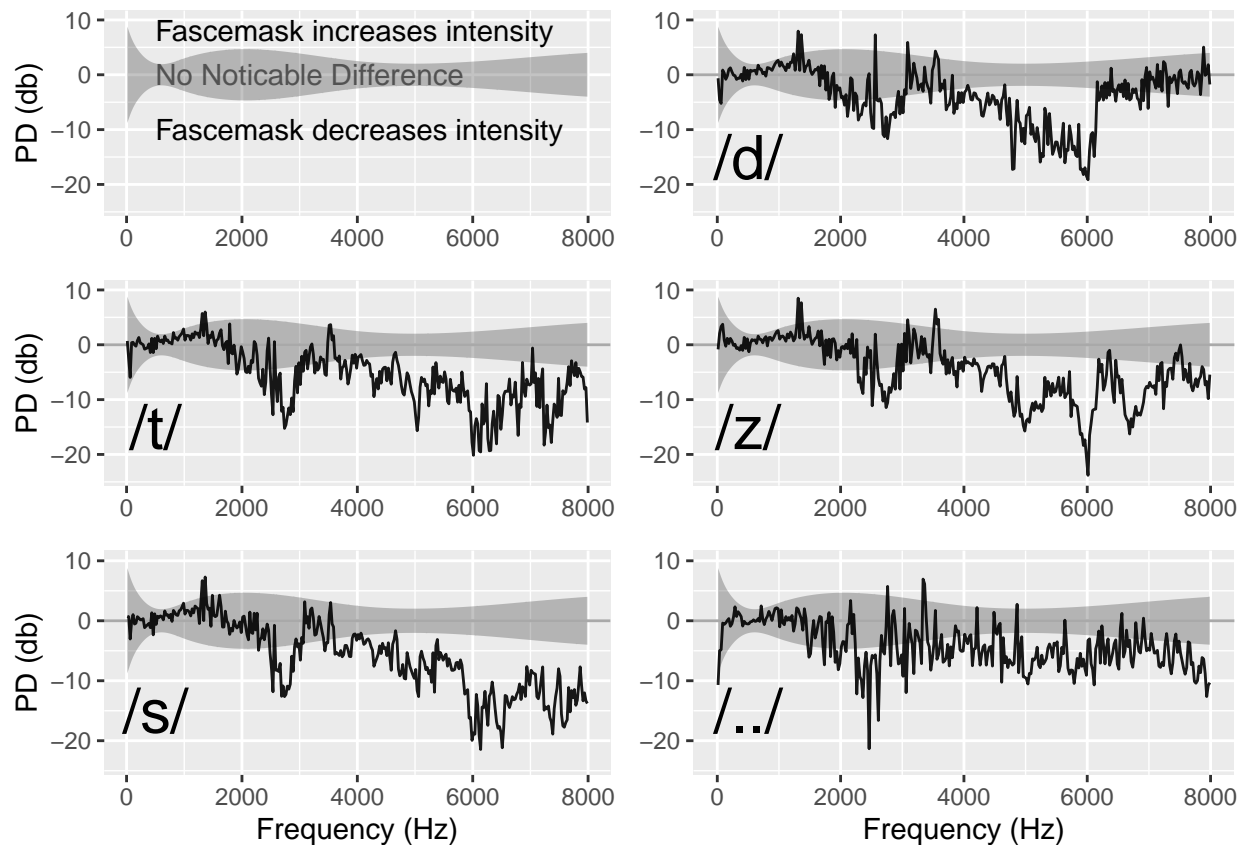 PD (db)
10
0
−10
−20
Fascemask increases intensity
No Noticable Difference
Fascemask decreases intensity
0 2000 4000 6000 8000
10
0
−10
−20
/d/
0 2000 4000 6000 8000
PD (db)
10
0
−10
−20
/t/
0 2000 4000 6000 8000
10
0
−10
−20
/z/
0 2000 4000 6000 8000
PD (db)
10
0
−10
−20
/s/
0 2000 4000 6000 8000
Frequency (Hz)
10
0
−10
−20
/../
0 2000 4000 6000 8000
Frequency (Hz)